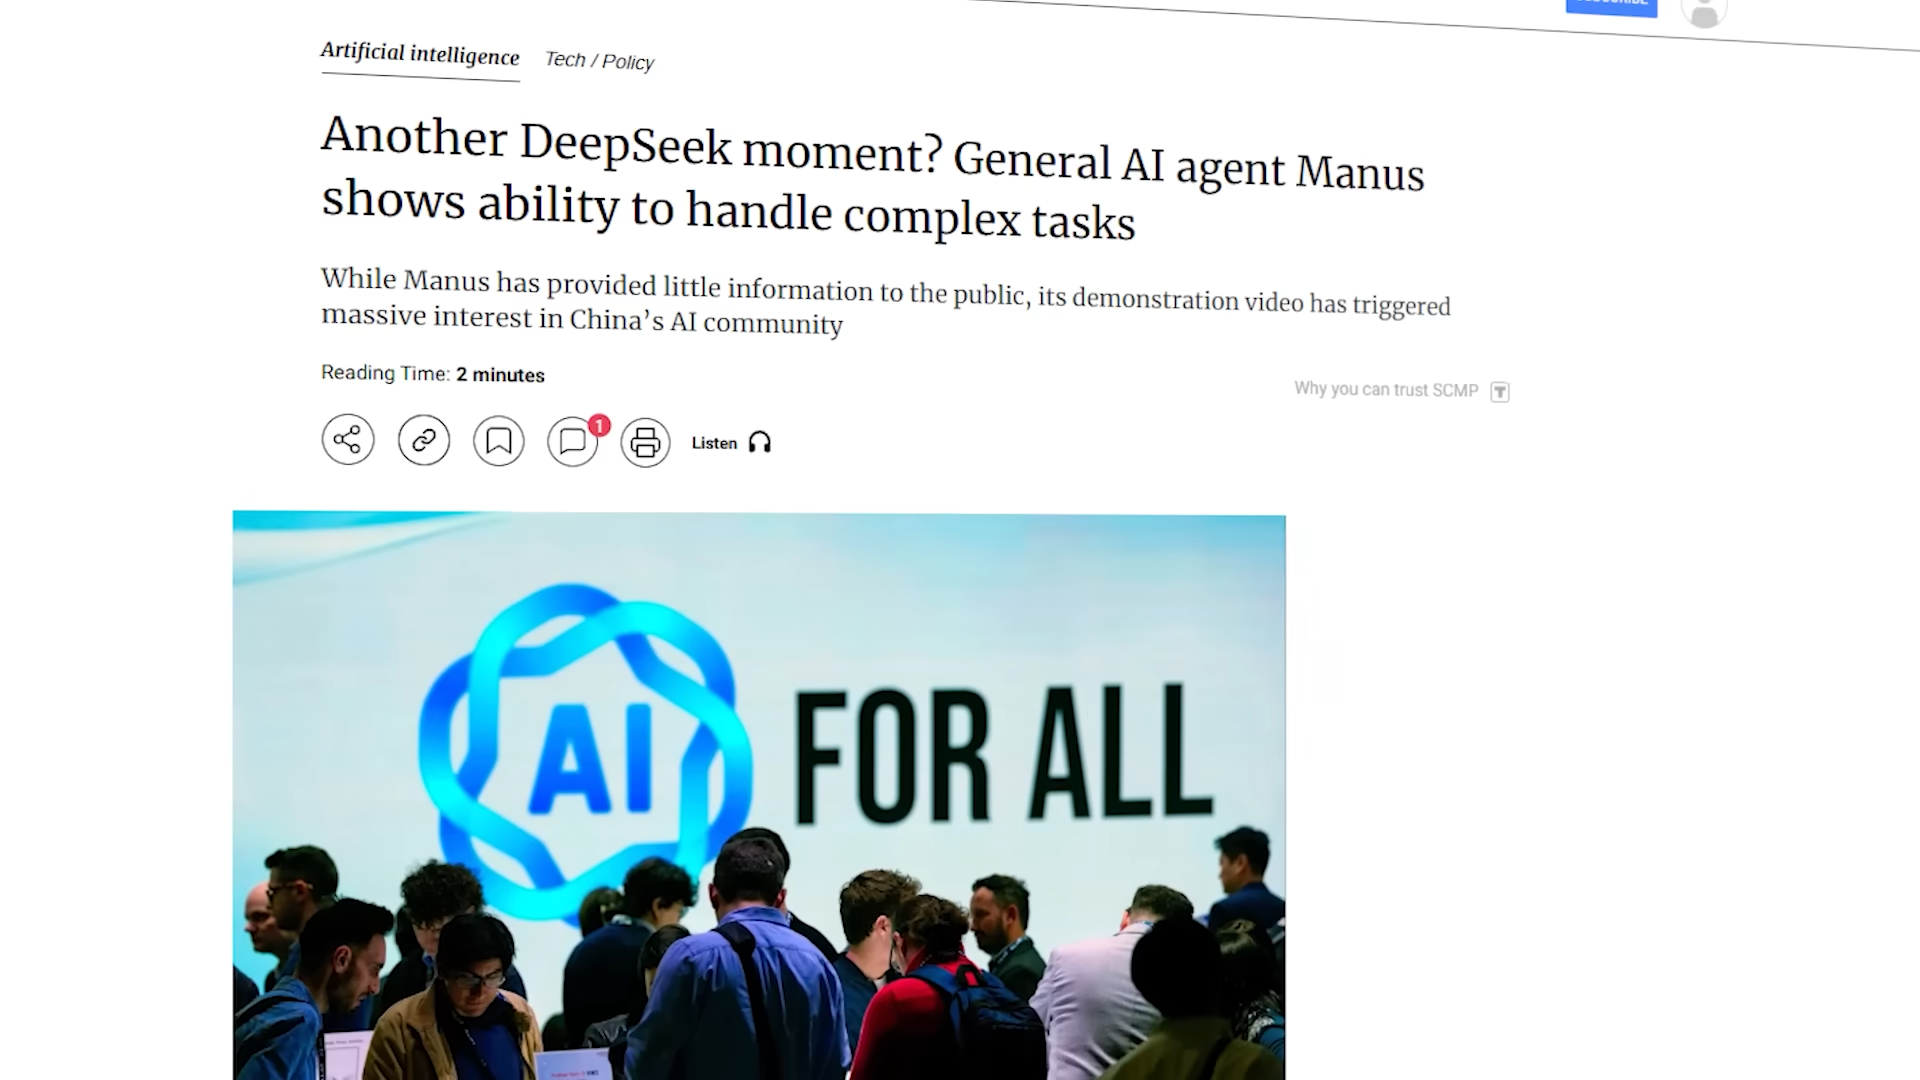 Artificial intelligence Tech / Policy
Another DeepSeek moment? General AI agent Manus
shows ability to handle complex tasks
While Manus has provided little information to the public, its demonstration video has triggered
massive interest in China’s AI community
Reading Time: 2 minutes
Why you can trust SCMP T
1
Listen
AI FOR ALL